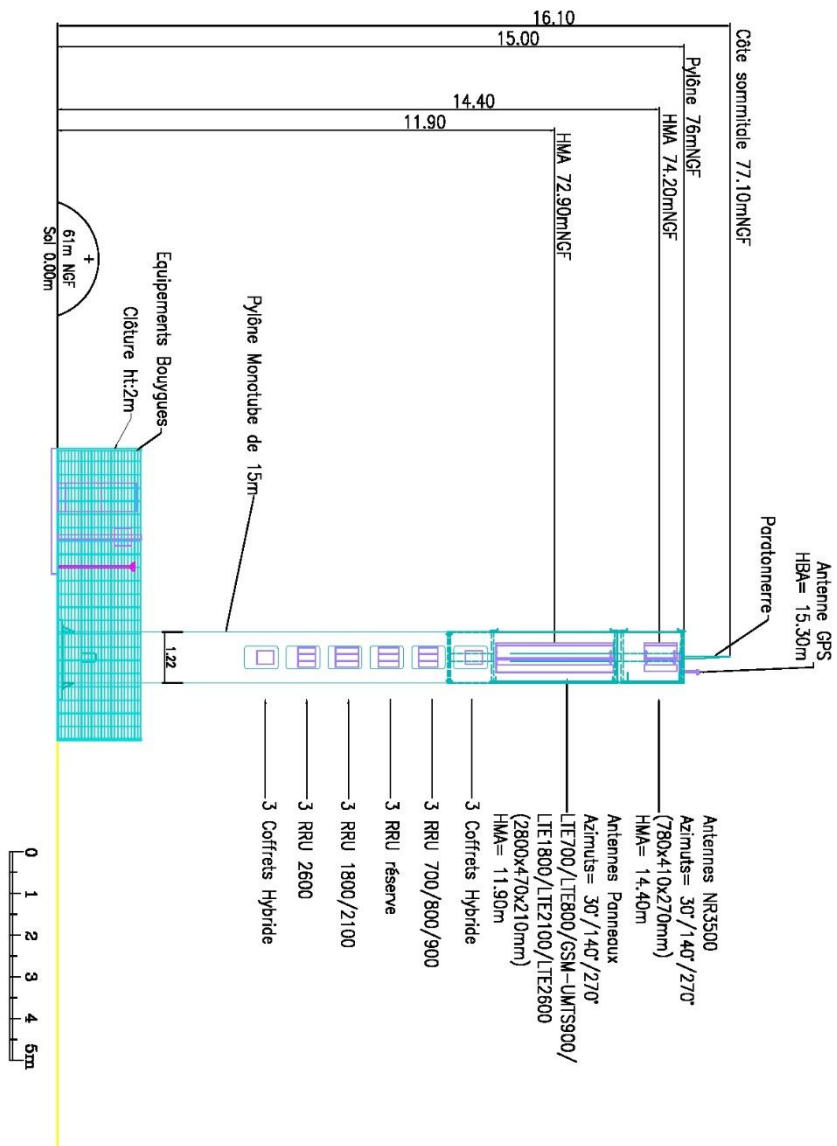 16.10
15.00
14.40
11.90
Côte sommitale 77.10mNGF
Pylône 76mNGF
HMA 74.20mNGF
HMA 72.90mNGF
+
61m NGF
Sol 0.00m
Equipements Bouygues
Clôture ht:2m
Pylône Monotube de 15m
1.22
Antenne GPS
HBA= 15.30m
Paratonnerre
Antennes NR3500
Azimuts= 30°/140°/270°
(780x410x270mm)
HMA= 14.40m
Antennes Panneaux
Azimuts= 30°/140°/270°
LTE700/LTE800/GSM-UMTS900/
LTE1800/LTE2100/LTE2600
(2800x470x210mm)
HMA= 11.90m
3 Coffrets Hybride
3 RRU 700/800/900
3 RRU réserve
3 RRU 1800/2100
3 RRU 2600
3 Coffrets Hybride
0 1 2 3 4 5m